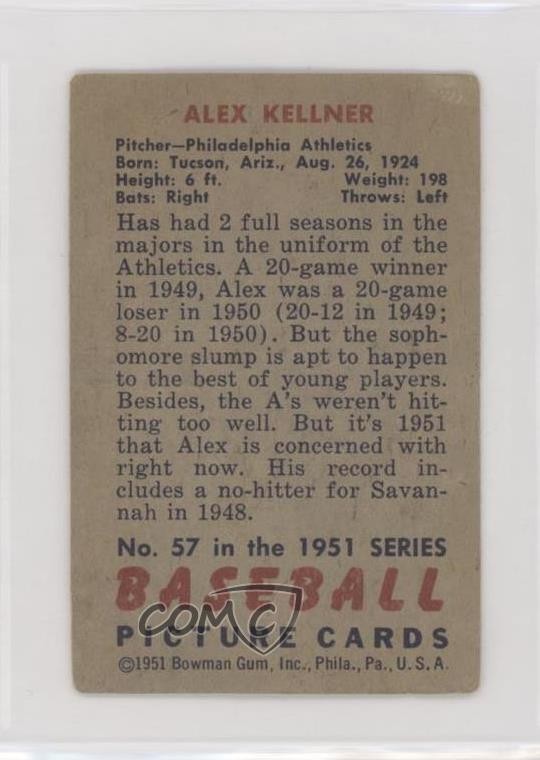 ALEX KELLNER
Pitcher—Philadelphia Athletics
Born: Tucson, Ariz., Aug. 26, 1924
Height: 6 ft. Weight: 198
Bats: Right Throws: Left
Has had 2 full seasons in the
majors in the uniform of the
Athletics. A 20-game winner
in 1949, Alex was a 20-game
loser in 1950 (20-12 in 1949;
8-20 in 1950). But the soph-
omore slump is apt to happen
to the best of young players.
Besides, the A's weren't hit-
ting too well. But it's 1951
that Alex is concerned with
right now. His record in-
cludes a no-hitter for Savan-
nah in 1948.
No. 57 in the 1951 SERIES
BASEBALL
COMC
PICTURE CARDS
©1951 Bowman Gum, Inc., Phila., Pa., U.S.A.